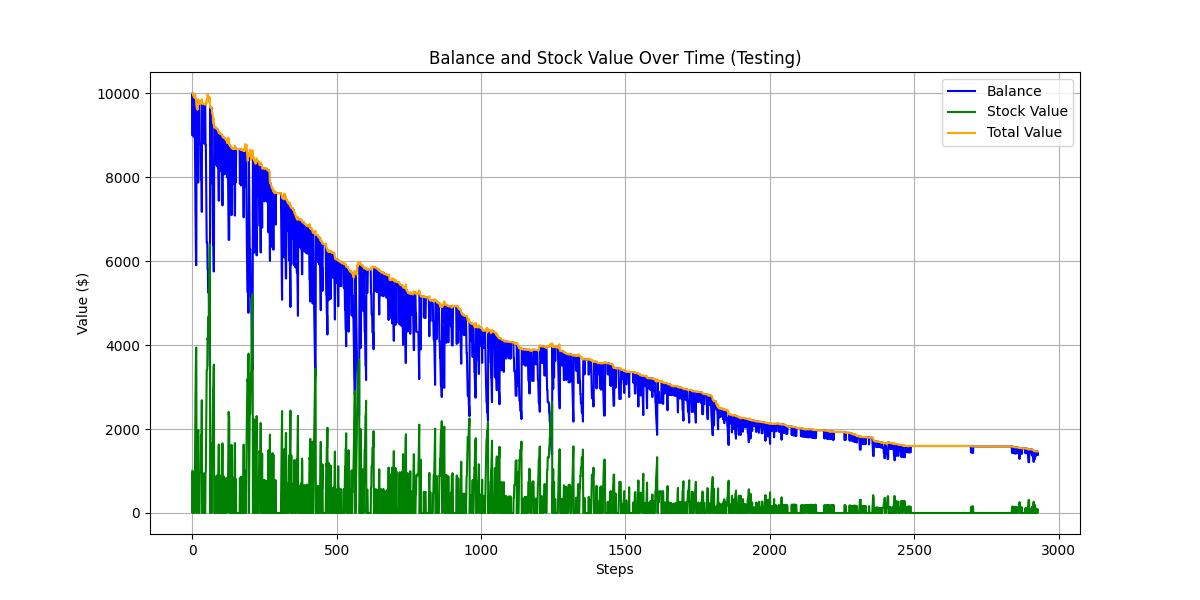 Balance and Stock Value Over Time (Testing)
Balance
Stock Value
Total Value
10000
8000
6000
4000
2000
0
Value ($)
0 500 1000 1500 2000 2500 3000
Steps